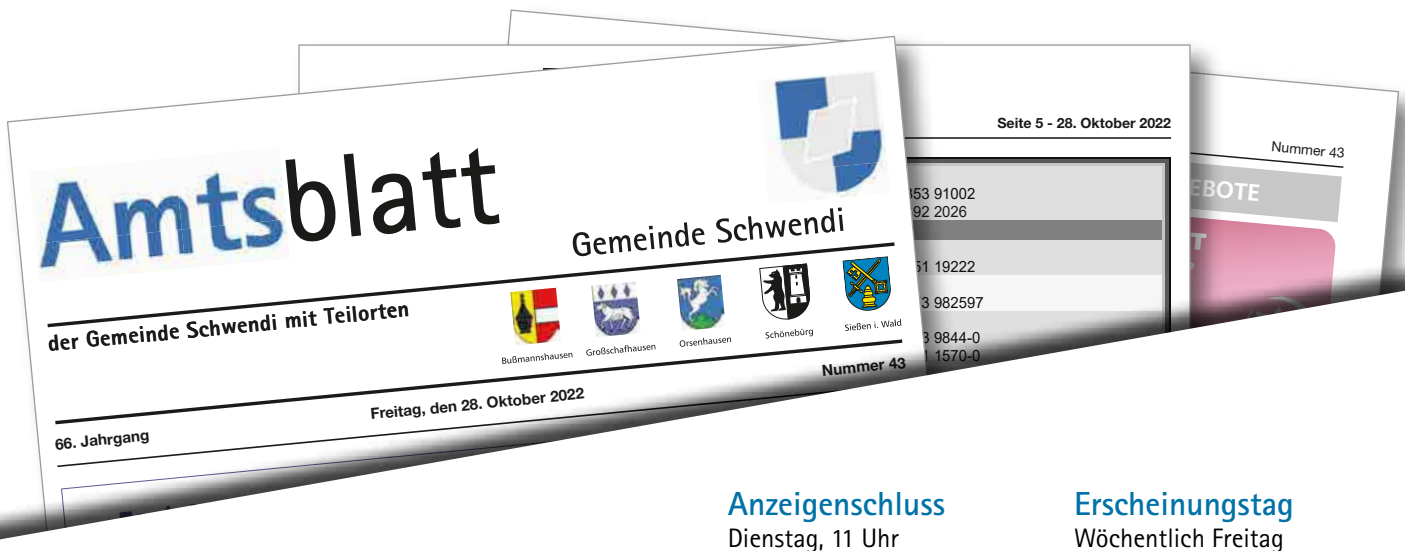 Amtsblatt
Gemeinde Schwendi
der Gemeinde Schwendi mit Teilorten
Bußmannshausen Großschafhausen Orsenhausen Schönebürg Sießen i. Wald
66. Jahrgang Freitag, den 28. Oktober 2022 Nummer 43
Seite 5 - 28. Oktober 2022
353 91002
92 2026
51 19222
3 982597
3 9844-0
1570-0
Nummer 43
EBOTE
T
Anzeigenschluss
Dienstag, 11 Uhr
Erscheinungstag
Wöchentlich Freitag